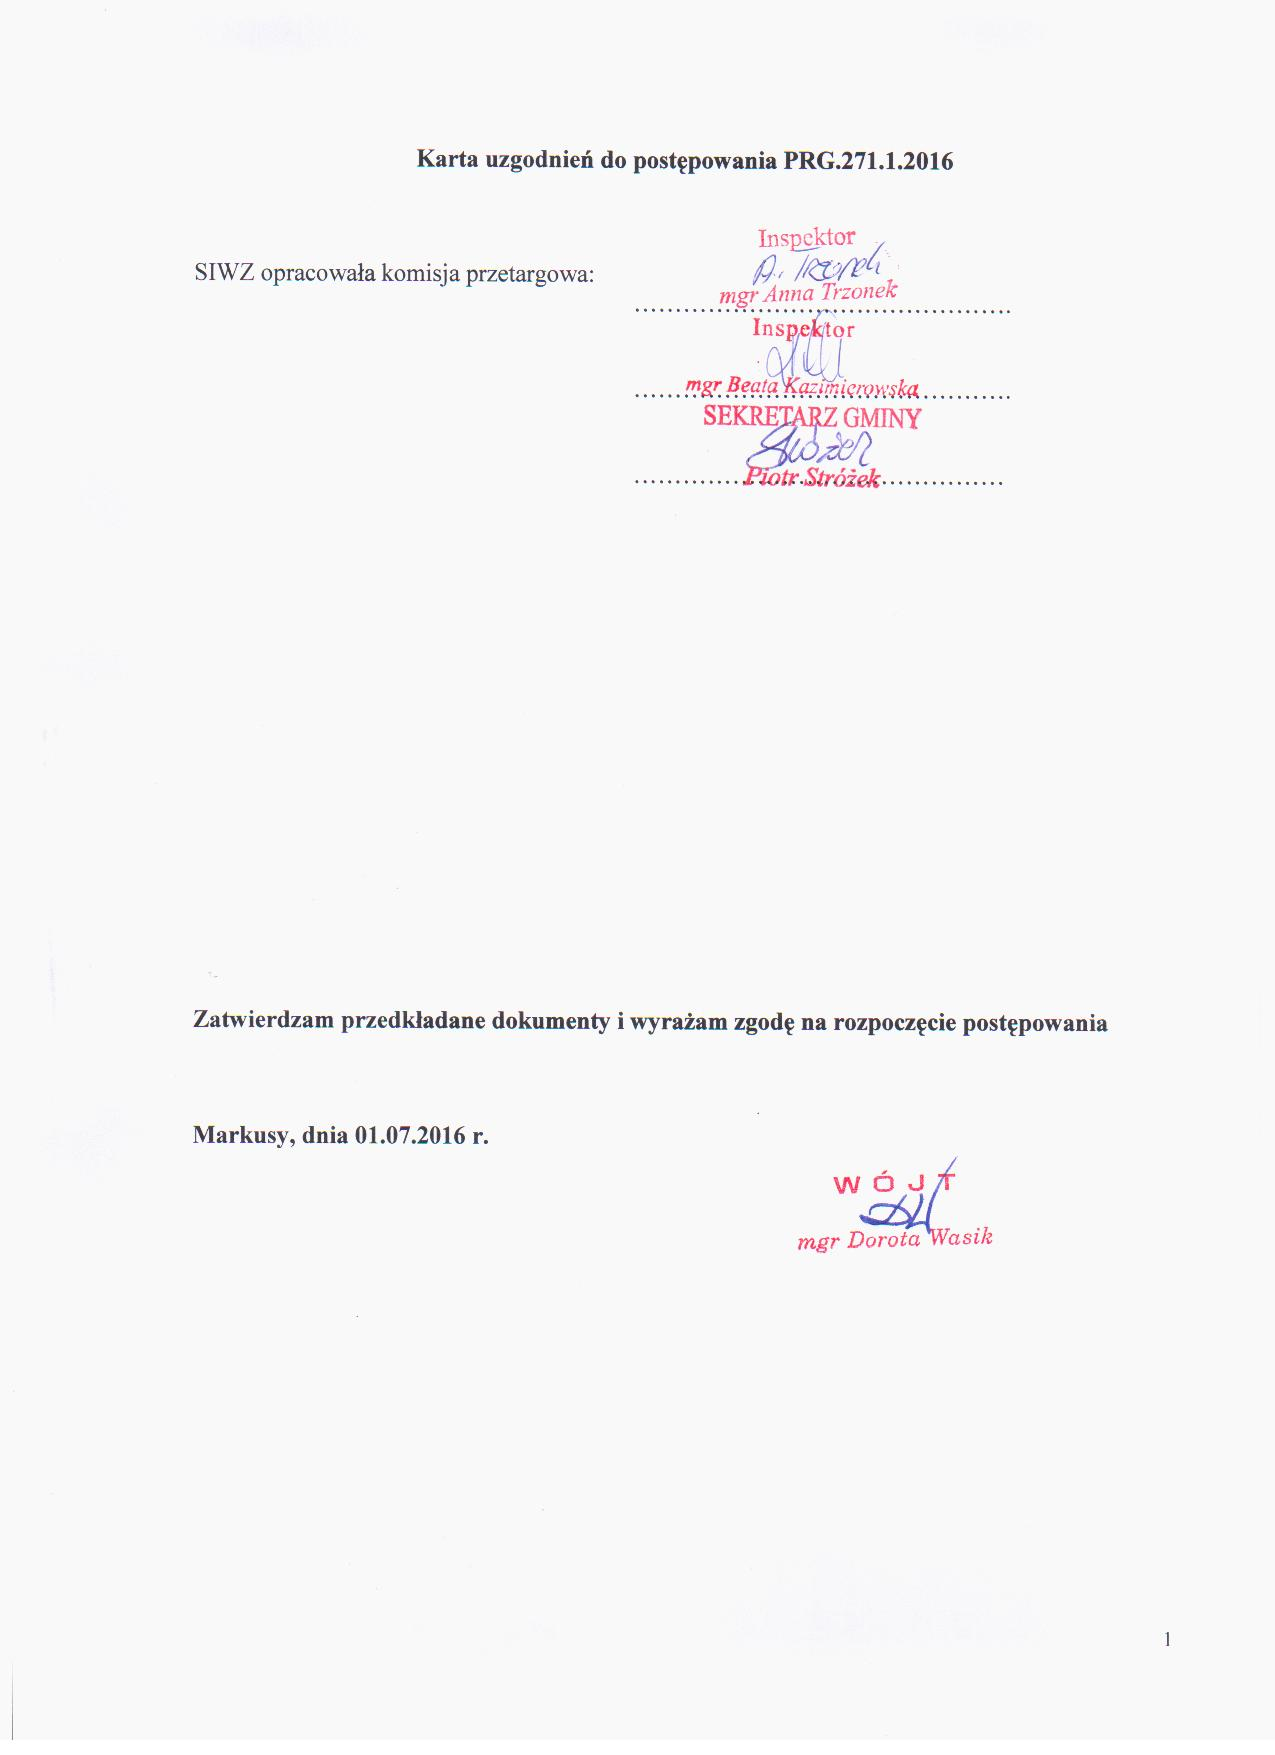 Karta uzgodnień do postępowania PRG.271.1.2016
Inspektor
SIWZ opracowała komisja przetargowa:
A. Trzonek
mgr Anna Trzonek
Inspektor
mgr Beata Kazimierowska
SEKRETARZ GMINY
Stróżek
Piotr Stróżek
Zatwierdzam przedkładane dokumenty i wyrażam zgodę na rozpoczęcie postępowania
Markusy, dnia 01.07.2016 r.
WÓJT
mgr Dorota Wasik
1